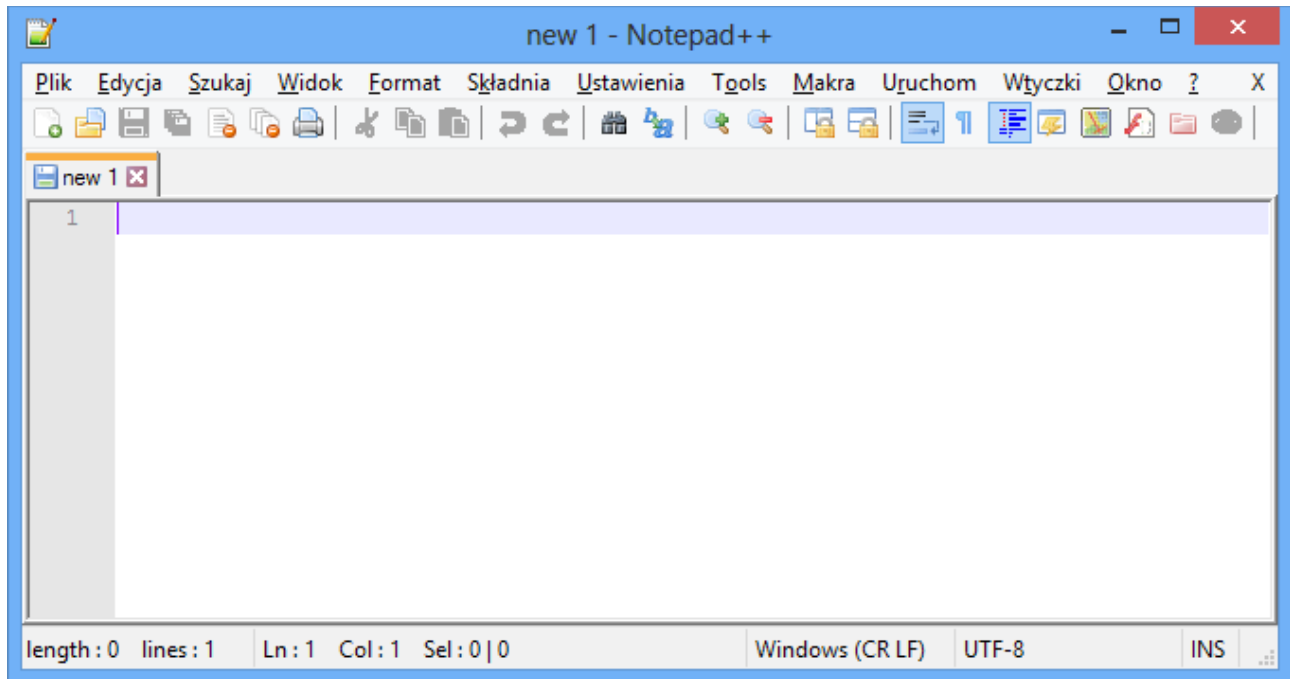 new 1 - Notepad++
Plik Edycja Szukaj Widok Format Składnia Ustawienia Tools Makra Uruchom Wtyczki Okno ? X
new 1
1
length : 0 lines : 1 Ln : 1 Col : 1 Sel : 0 | 0 Windows (CR LF) UTF-8 INS